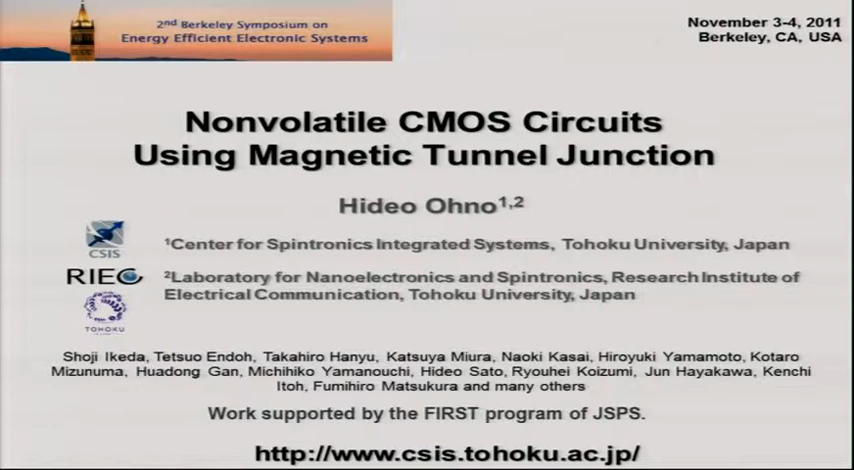 2nd Berkeley Symposium on
Energy Efficient Electronic Systems
November 3-4, 2011
Berkeley, CA, USA
Nonvolatile CMOS Circuits
Using Magnetic Tunnel Junction
Hideo Ohno1,2
CSIS
1Center for Spintronics Integrated Systems, Tohoku University, Japan
RIEC
2Laboratory for Nanoelectronics and Spintronics, Research Institute of
Electrical Communication, Tohoku University, Japan
TOHOKU
Shoji Ikeda, Tetsuo Endoh, Takahiro Hanyu, Katsuya Miura, Naoki Kasai, Hiroyuki Yamamoto, Kotaro
Mizunuma, Huadong Gan, Michihiko Yamanouchi, Hideo Sato, Ryouhei Koizumi, Jun Hayakawa, Kenchi
Itoh, Fumihiro Matsukura and many others
Work supported by the FIRST program of JSPS.
http://www.csis.tohoku.ac.jp/